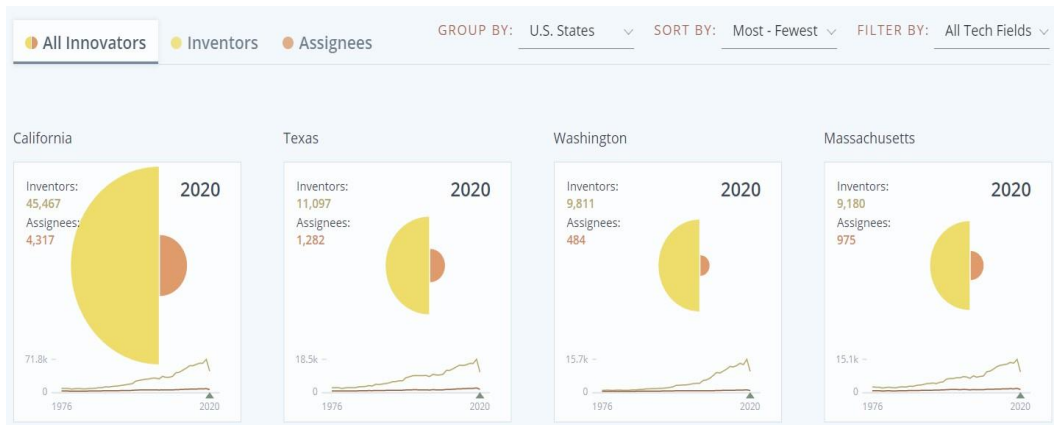 All Innovators Inventors Assignees GROUP BY: U.S. States SORT BY: Most - Fewest FILTER BY: All Tech Fields
California
Inventors:
45,467
Assignees:
4,317
2020
71.8k
0
1976 2020
Texas
Inventors:
11,097
Assignees:
1,282
2020
18.5k
0
1976 2020
Washington
Inventors:
9,811
Assignees:
484
2020
15.7k
0
1976 2020
Massachusetts
Inventors:
9,180
Assignees:
975
2020
15.1k
0
1976 2020